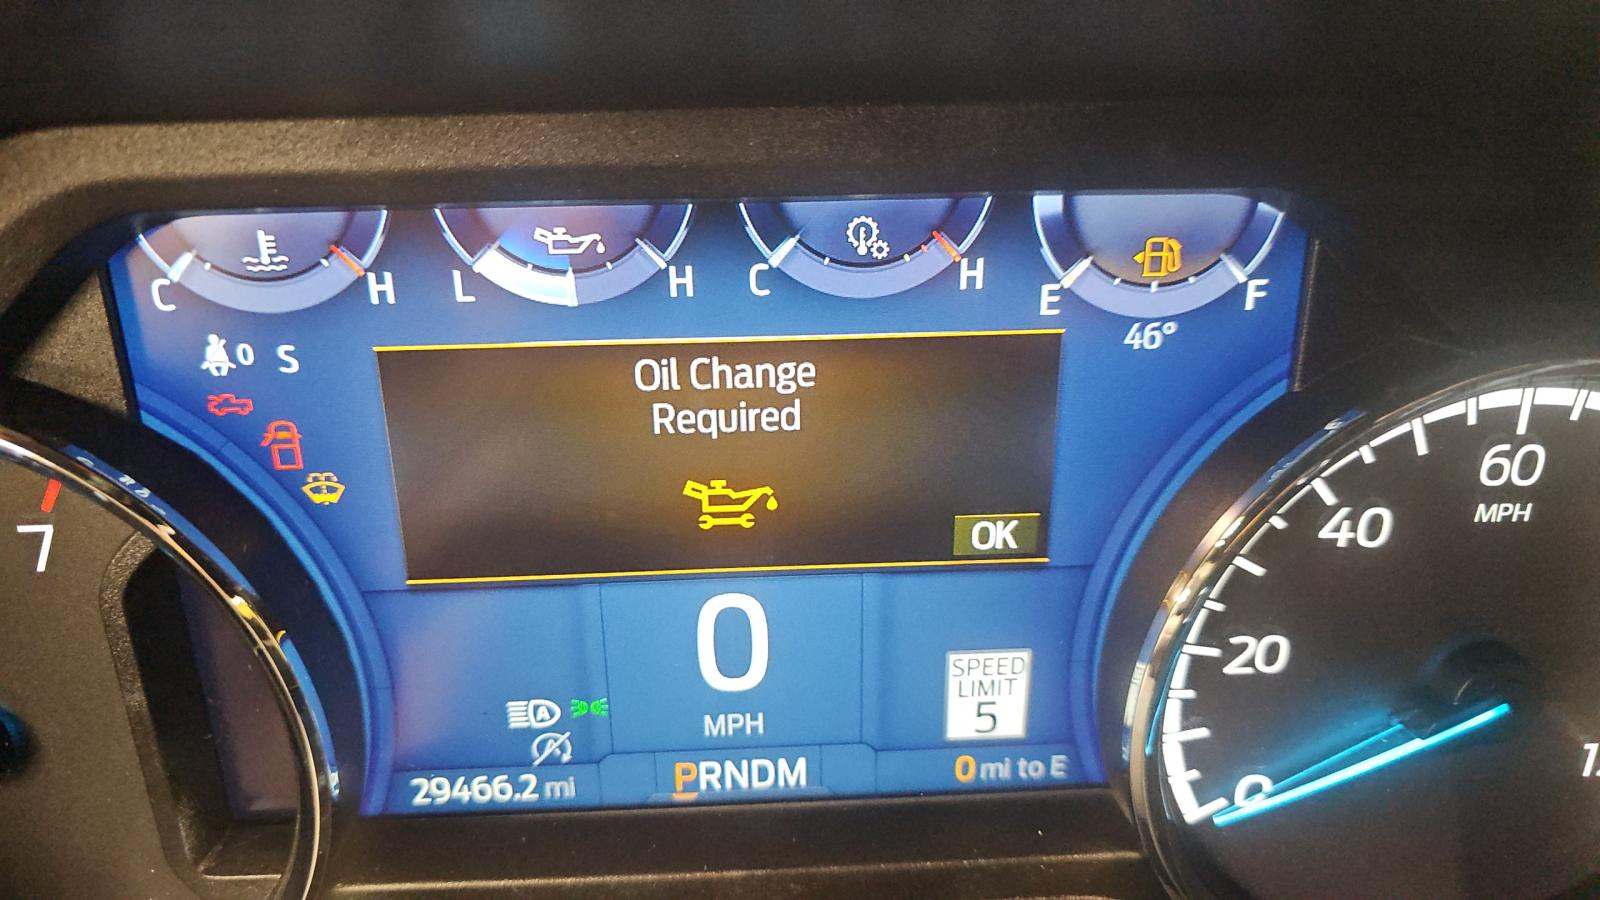 C H L H C H E F
46°
0 S
Oil Change
Required
OK
7
60
MPH
40
20
0
0
MPH
SPEED
LIMIT
5
A
29466.2 mi
PRNDM
0 mi to E